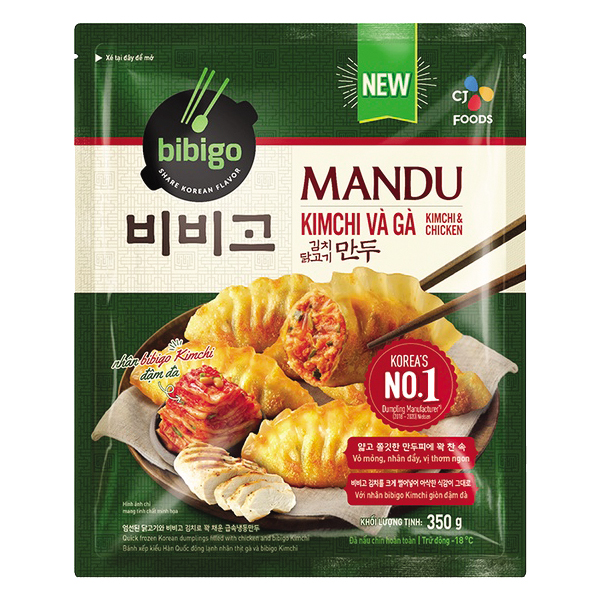 Xé tại đây để mở
NEW
CJ
FOODS
bibigo
SHARE KOREAN FLAVOR
비비고
MANDU
KIMCHI VÀ GÀ
KIMCHI &
CHICKEN
김치
닭고기
만두
nhân bibigo Kimchi
đậm đà
KOREA'S
NO.1
Dumpling Manufacturer
(2018 - 2020) Nielsen
얇고 쫄깃한 만두피에 꽉 찬 속
Vỏ mỏng, nhân đầy, vị thơm ngon
비비고 김치를 크게 썰어넣어 아삭한 식감이 그대로
Với nhân bibigo Kimchi giòn đậm đà
Hình ảnh chỉ
mang tính chất minh họa
KHỐI LƯỢNG TỊNH: 350 g
엄선된 닭고기와 비비고 김치로 꽉 채운 급속냉동만두
Quick frozen Korean dumplings filled with chicken and bibigo Kimchi
Bánh xếp kiểu Hàn Quốc đông lạnh nhân thịt gà và bibigo Kimchi
Đã nấu chín hoàn toàn | Trữ đông -18 °C